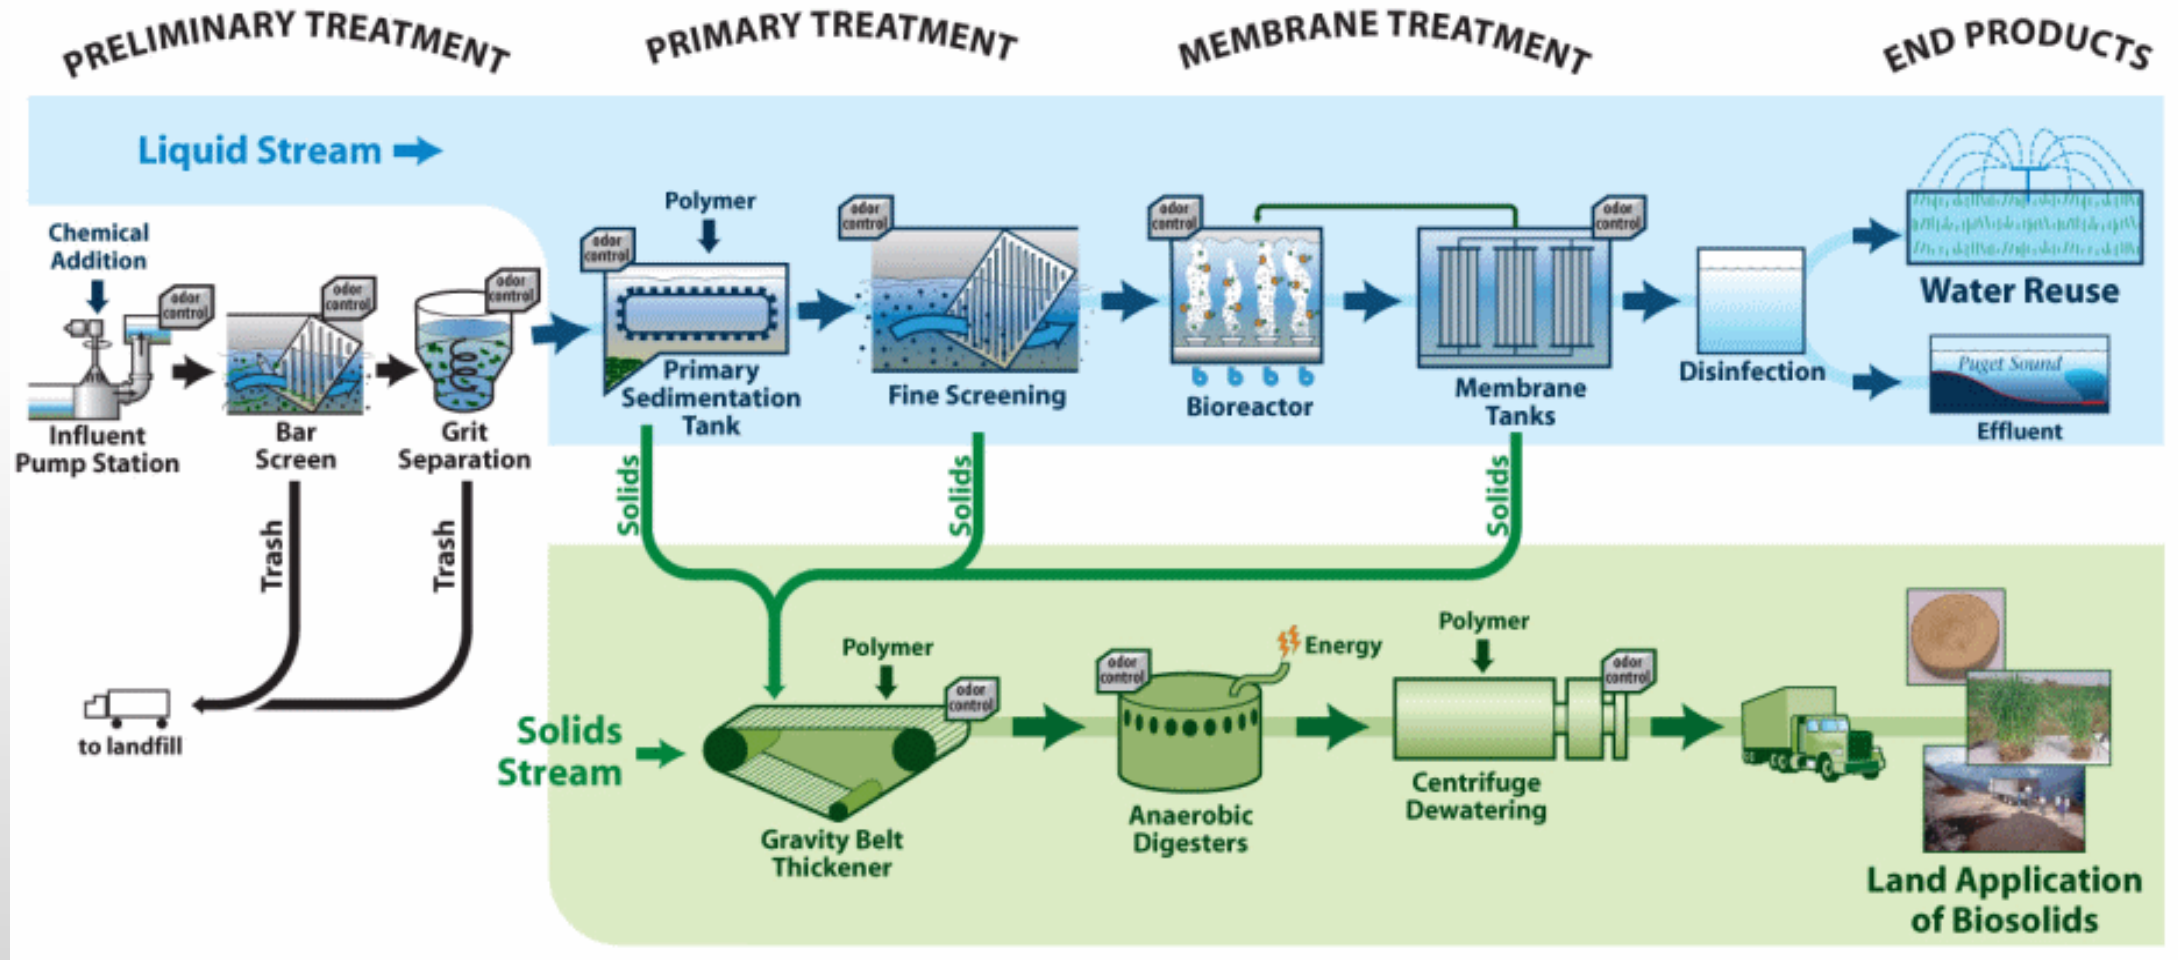 PRELIMINARY TREATMENT
PRIMARY TREATMENT
MEMBRANE TREATMENT
END PRODUCTS
Liquid Stream
Chemical
Addition
odor
control
Influent
Pump Station
odor
control
Bar
Screen
odor
control
Grit
Separation
Trash
Trash
to landfill
odor
control
Polymer
Primary
Sedimentation
Tank
odor
control
Fine Screening
odor
control
Bioreactor
odor
control
Membrane
Tanks
Disinfection
Water Reuse
Puget Sound
Effluent
Solids
Solids
Solids
Solids
Stream
Polymer
odor
control
Gravity Belt
Thickener
odor
control
Energy
Anaerobic
Digesters
Polymer
odor
control
Centrifuge
Dewatering
Land Application
of Biosolids